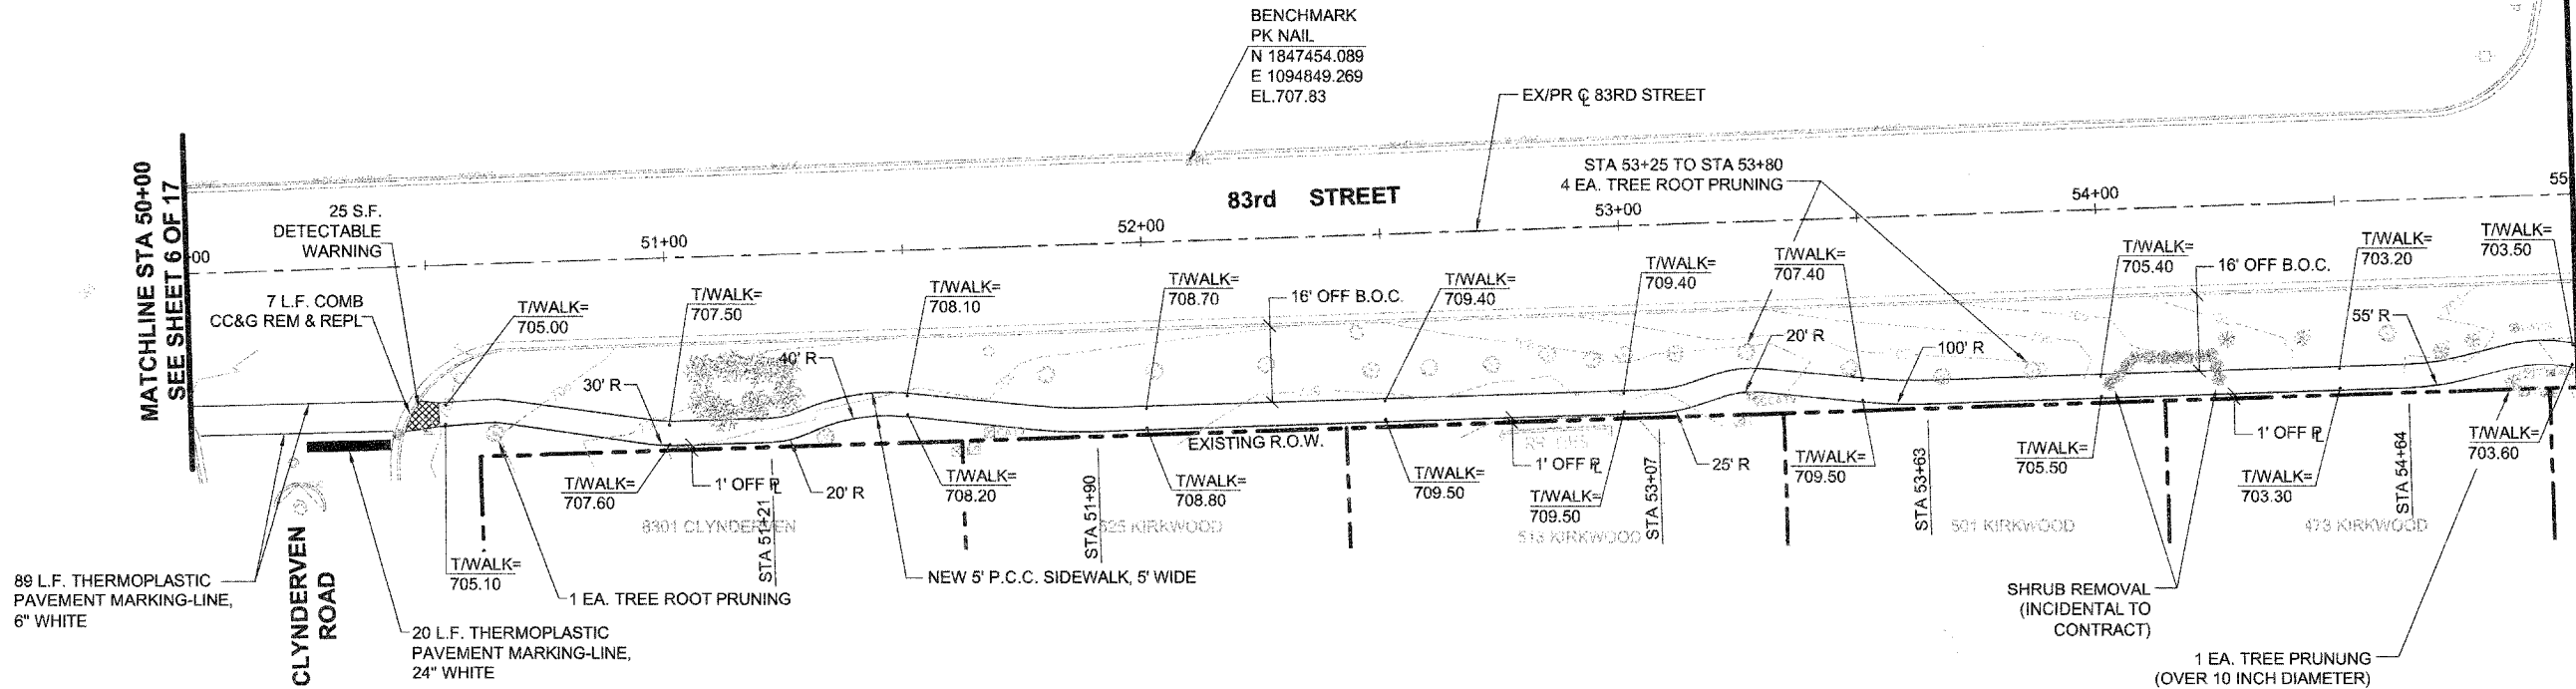 BENCHMARK
PK NAIL
N 1847454.089
E 1094849.269
EL.707.83
EX/PR ℄ 83RD STREET
MATCHLINE STA 50+00
SEE SHEET 6 OF 17
25 S.F.
DETECTABLE
WARNING
7 L.F. COMB
CC&G REM & REPL
83rd STREET
STA 53+25 TO STA 53+80
4 EA. TREE ROOT PRUNING
00
51+00
52+00
53+00
54+00
55
T/WALK=
705.00
T/WALK=
707.50
T/WALK=
708.10
T/WALK=
708.70
16' OFF B.O.C.
T/WALK=
709.40
T/WALK=
709.40
T/WALK=
707.40
T/WALK=
705.40
16' OFF B.O.C.
T/WALK=
703.20
T/WALK=
703.50
30' R
40' R
20' R
100' R
55' R
EXISTING R.O.W.
T/WALK=
707.60
1' OFF PL
20' R
T/WALK=
708.20
T/WALK=
708.80
T/WALK=
709.50
1' OFF PL
T/WALK=
709.50
25' R
T/WALK=
709.50
T/WALK=
705.50
1' OFF PL
T/WALK=
703.30
T/WALK=
703.60
STA 51+21
STA 51+90
STA 53+07
STA 53+63
STA 54+64
8301 CLYNDERVEN
525 KIRKWOOD
513 KIRKWOOD
501 KIRKWOOD
473 KIRKWOOD
T/WALK=
705.10
1 EA. TREE ROOT PRUNING
NEW 5' P.C.C. SIDEWALK, 5' WIDE
89 L.F. THERMOPLASTIC
PAVEMENT MARKING-LINE,
6" WHITE
CLYNDERVEN
ROAD
20 L.F. THERMOPLASTIC
PAVEMENT MARKING-LINE,
24" WHITE
SHRUB REMOVAL
(INCIDENTAL TO
CONTRACT)
1 EA. TREE PRUNUNG
(OVER 10 INCH DIAMETER)